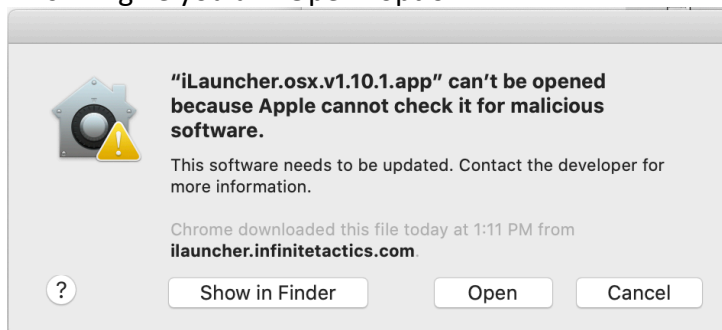 “iLauncher.osx.v1.10.1.app” can’t be opened
because Apple cannot check it for malicious
software.
This software needs to be updated. Contact the developer for
more information.
Chrome downloaded this file today at 1:11 PM from
ilauncher.infinitetactics.com.
?
Show in Finder Open Cancel